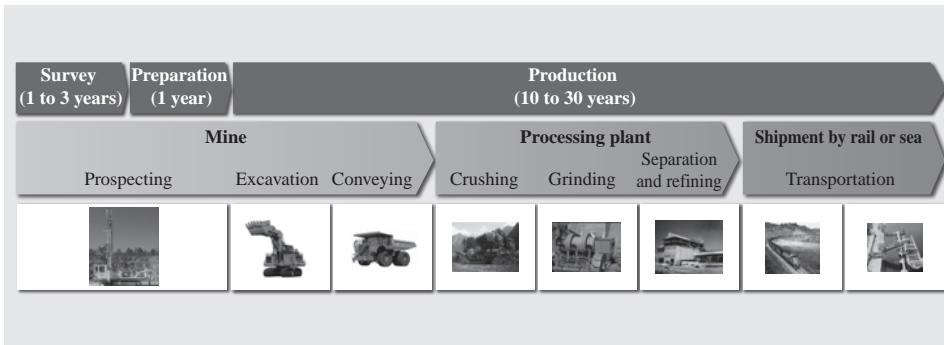 Survey
(1 to 3 years)
Preparation
(1 year)
Production
(10 to 30 years)
Mine
Processing plant
Shipment by rail or sea
Prospecting
Excavation
Conveying
Crushing
Grinding
Separation
and refining
Transportation